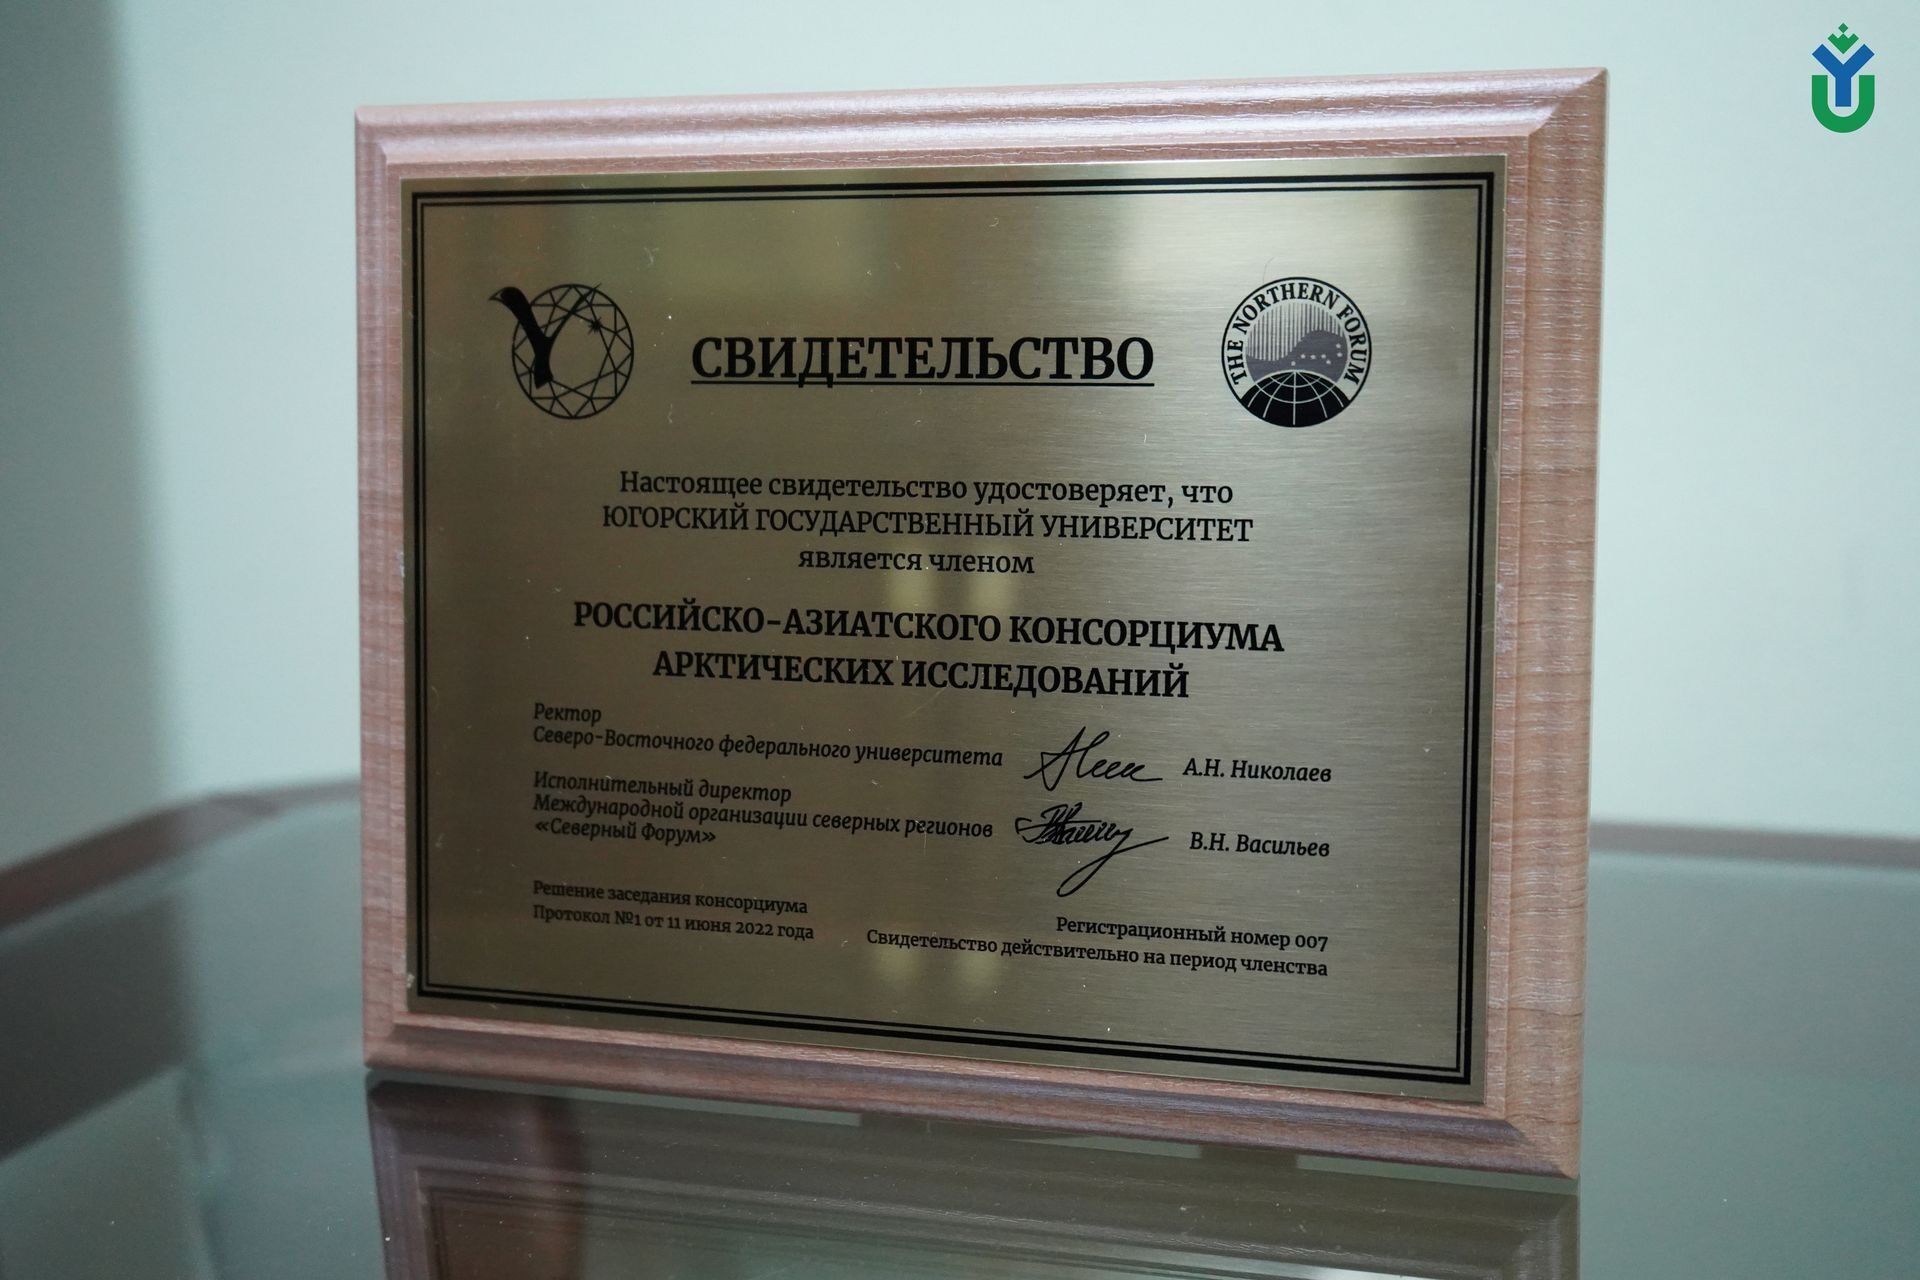 СВИДЕТЕЛЬСТВО
THE NORTHERN FORUM
Настоящее свидетельство удостоверяет, что
ЮГОРСКИЙ ГОСУДАРСТВЕННЫЙ УНИВЕРСИТЕТ
является членом
РОССИЙСКО-АЗИАТСКОГО КОНСОРЦИУМА
АРКТИЧЕСКИХ ИССЛЕДОВАНИЙ
Ректор
Северо-Восточного федерального университета
А.Н. Николаев
Исполнительный директор
Международной организации северных регионов
«Северный Форум»
В.Н. Васильев
Решение заседания консорциума
Протокол №1 от 11 июня 2022 года
Регистрационный номер 007
Свидетельство действительно на период членства